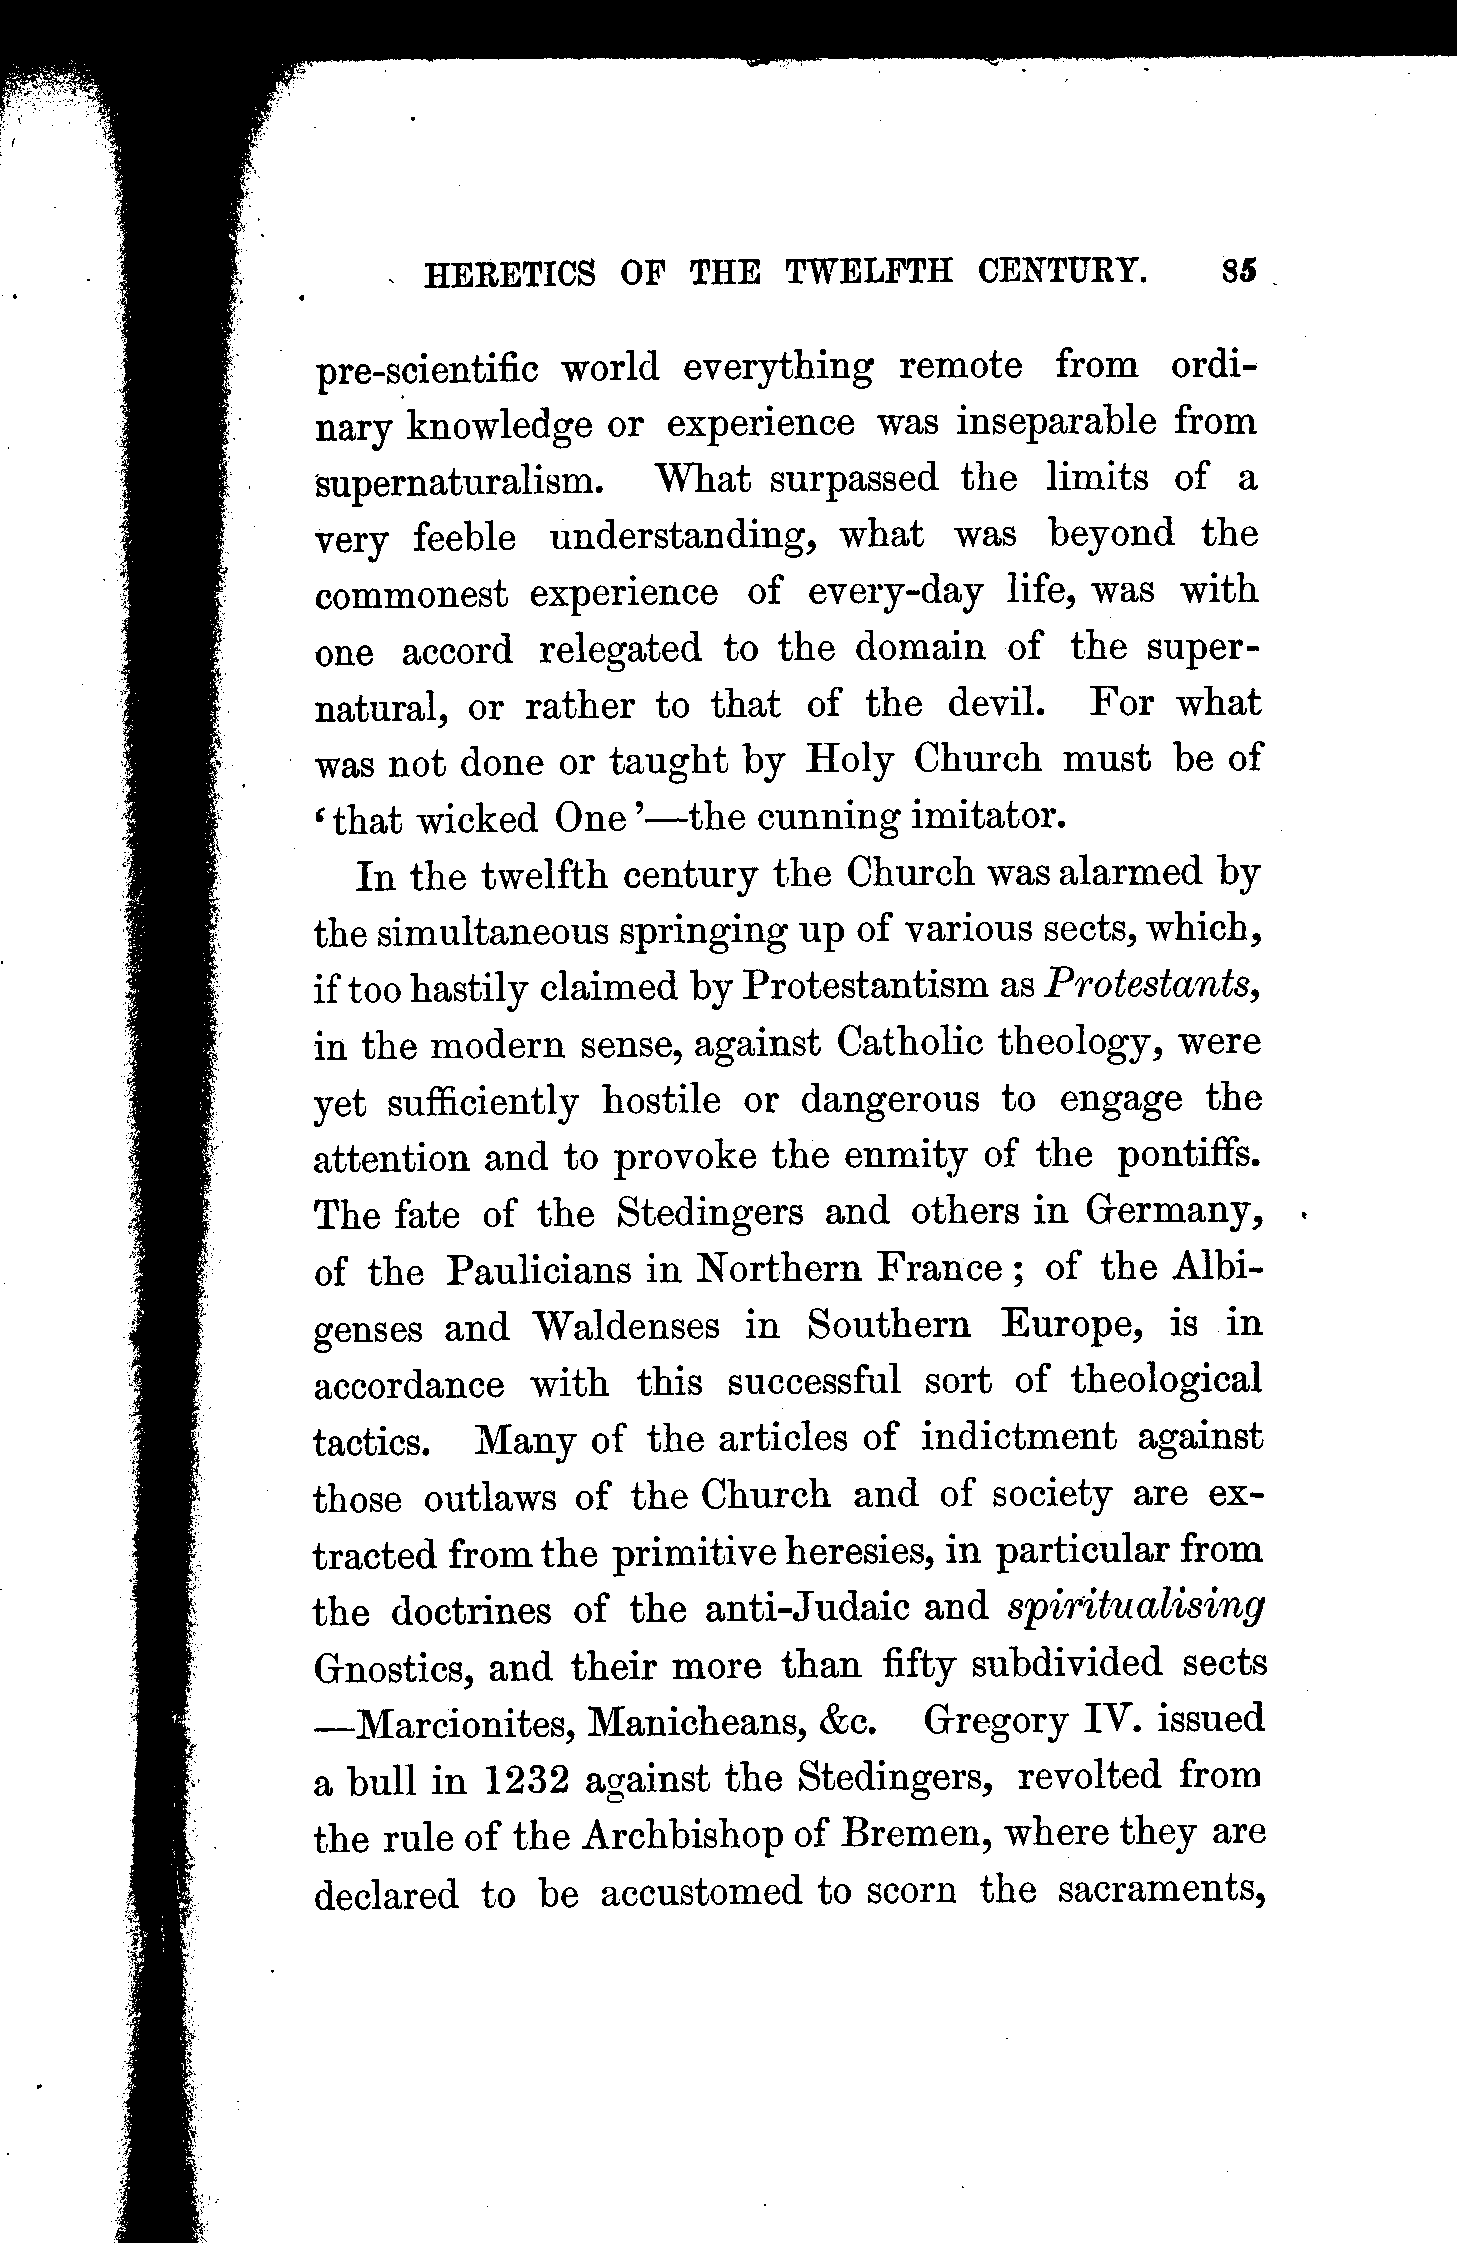 HERETICS OF THE TWELFTH CENTURY. 85
pre-scientific world everything remote from ordi-
nary knowledge or experience was inseparable from
supernaturalism. What surpassed the limits of a
very feeble understanding, what was beyond the
commonest experience of every-day life, was with
one accord relegated to the domain of the super-
natural, or rather to that of the devil. For what
was not done or taught by Holy Church must be of
‘that wicked One’—the cunning imitator.
In the twelfth century the Church was alarmed by
the simultaneous springing up of various sects, which,
if too hastily claimed by Protestantism as Protestants,
in the modern sense, against Catholic theology, were
yet sufficiently hostile or dangerous to engage the
attention and to provoke the enmity of the pontiffs.
The fate of the Stedingers and others in Germany,
of the Paulicians in Northern France; of the Albi-
genses and Waldenses in Southern Europe, is in
accordance with this successful sort of theological
tactics. Many of the articles of indictment against
those outlaws of the Church and of society are ex-
tracted from the primitive heresies, in particular from
the doctrines of the anti-Judaic and spiritualising
Gnostics, and their more than fifty subdivided sects
—Marcionites, Manicheans, &c. Gregory IV. issued
a bull in 1232 against the Stedingers, revolted from
the rule of the Archbishop of Bremen, where they are
declared to be accustomed to scorn the sacraments,